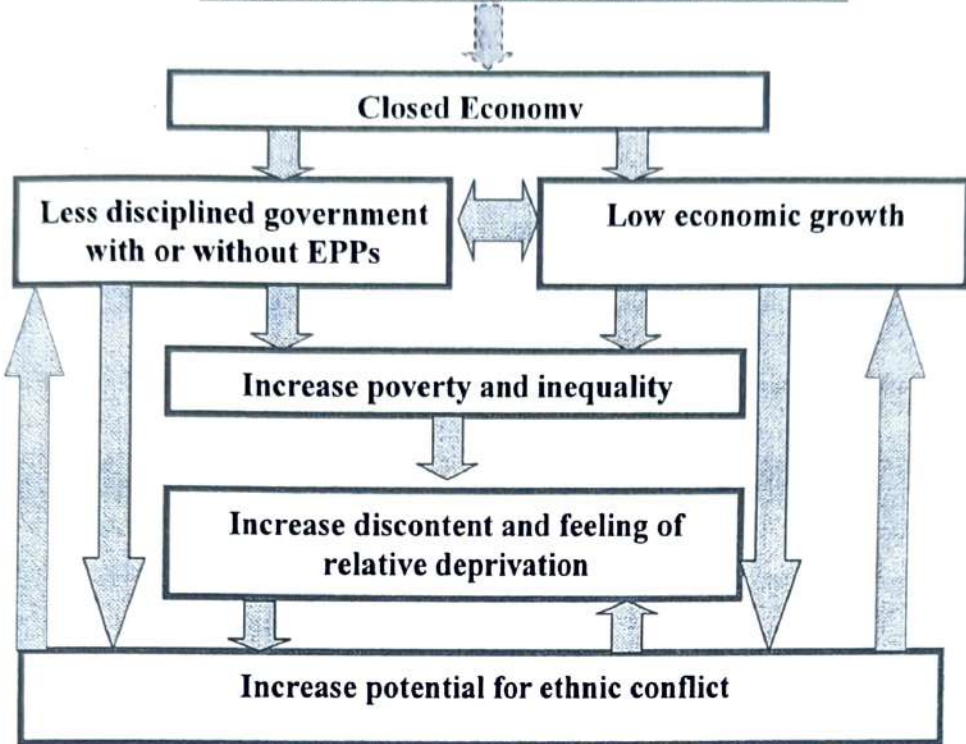 Closed Economy
Less disciplined government
with or without EPPs
Low economic growth
Increase poverty and inequality
Increase discontent and feeling of
relative deprivation
Increase potential for ethnic conflict